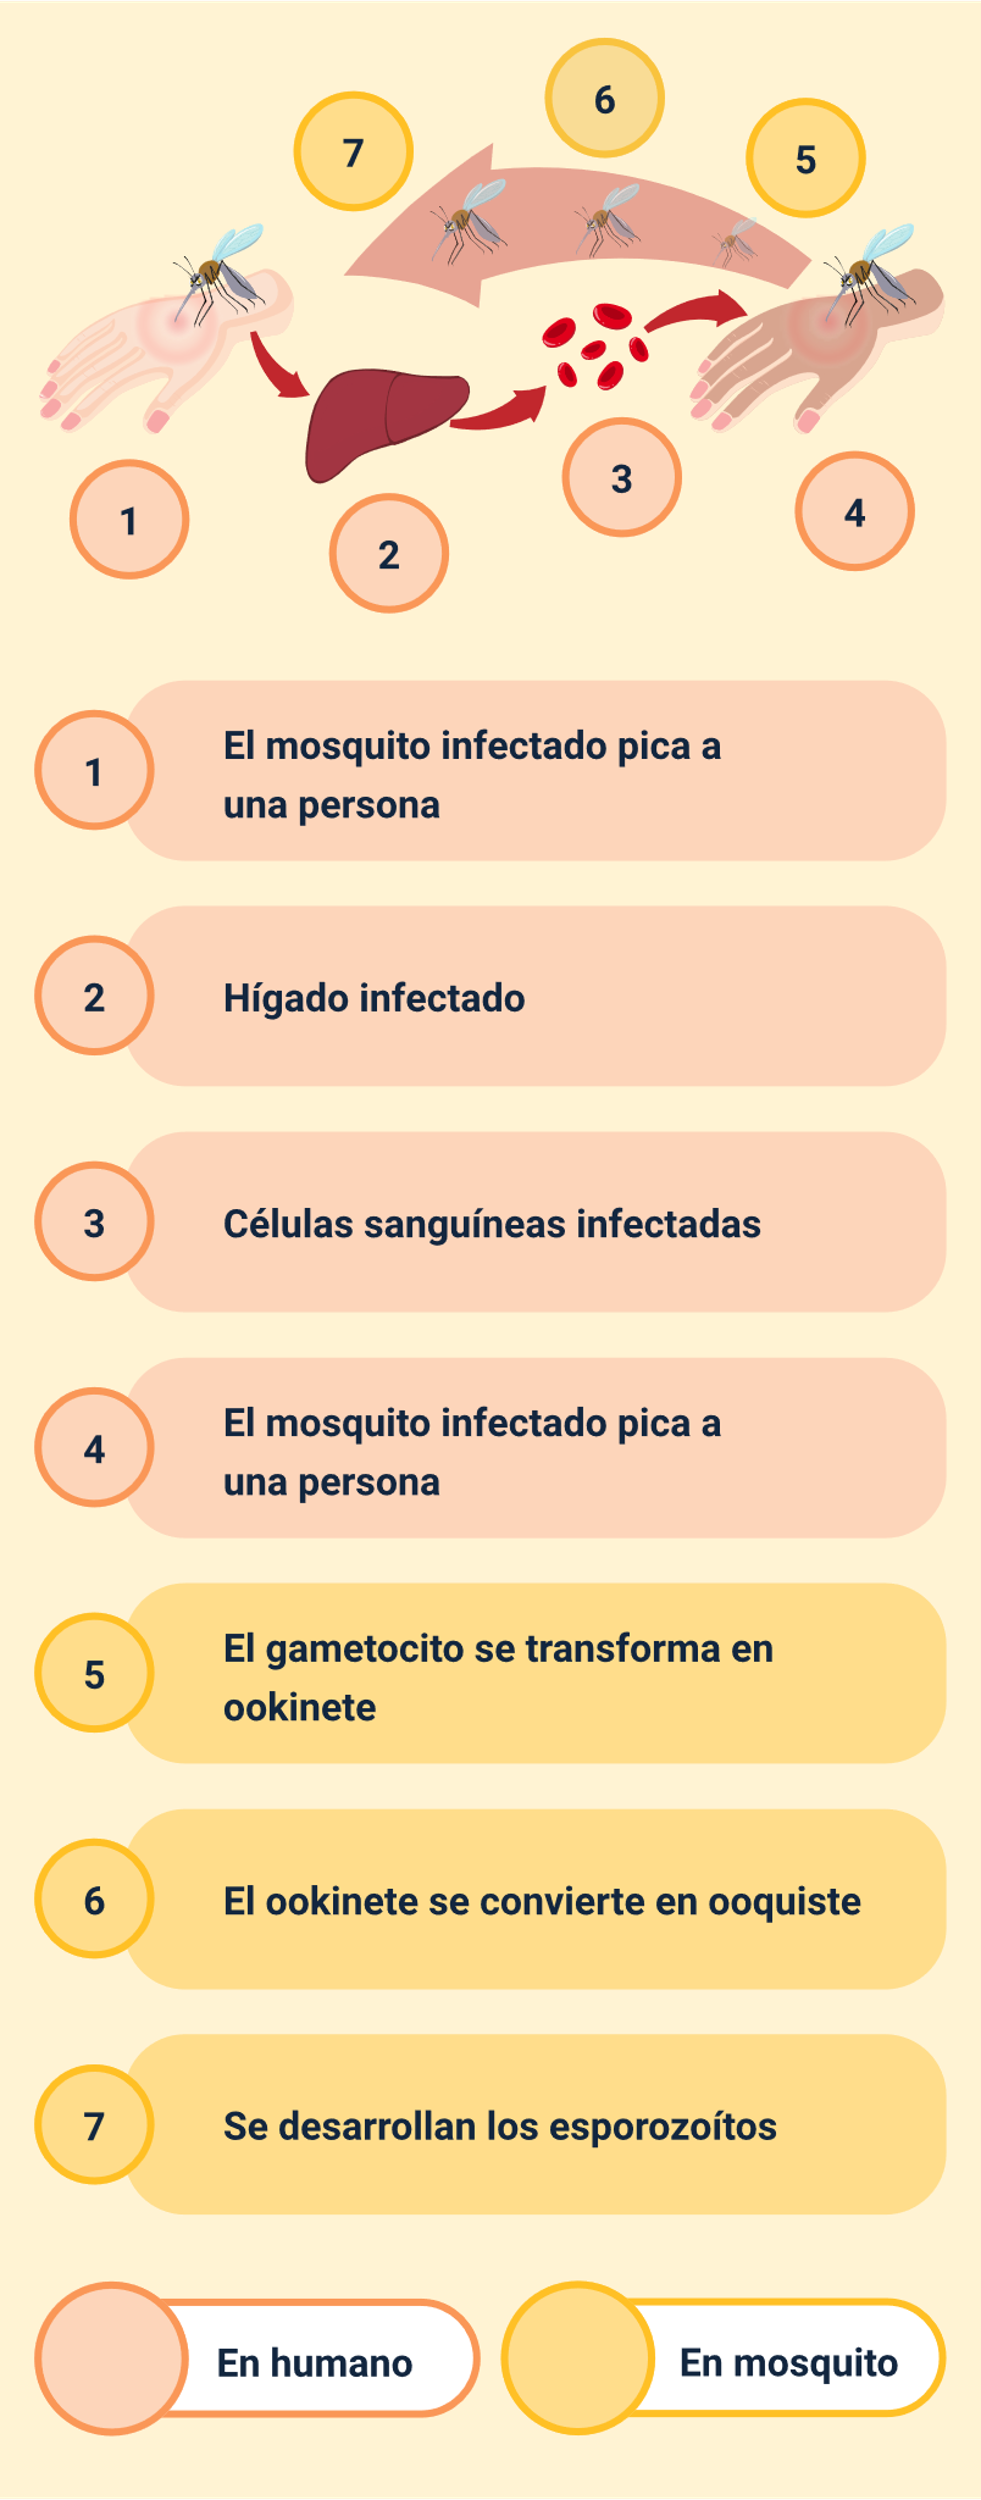 7
6
5
1
2
3
4
1
El mosquito infectado pica a
una persona
2
Hígado infectado
3
Células sanguíneas infectadas
4
El mosquito infectado pica a
una persona
5
El gametocito se transforma en
ookinete
6
El ookinete se convierte en ooquiste
7
Se desarrollan los esporozoítos
En humano
En mosquito